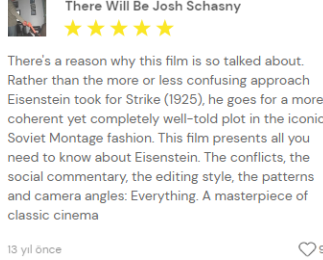 There Will Be Josh Schasny
There's a reason why this film is so talked about.
Rather than the more or less confusing approach
Eisenstein took for Strike (1925), he goes for a more
coherent yet completely well-told plot in the iconic
Soviet Montage fashion. This film presents all you
need to know about Eisenstein. The conflicts, the
social commentary, the editing style, the patterns
and camera angles: Everything. A masterpiece of
classic cinema
13 yıl önce